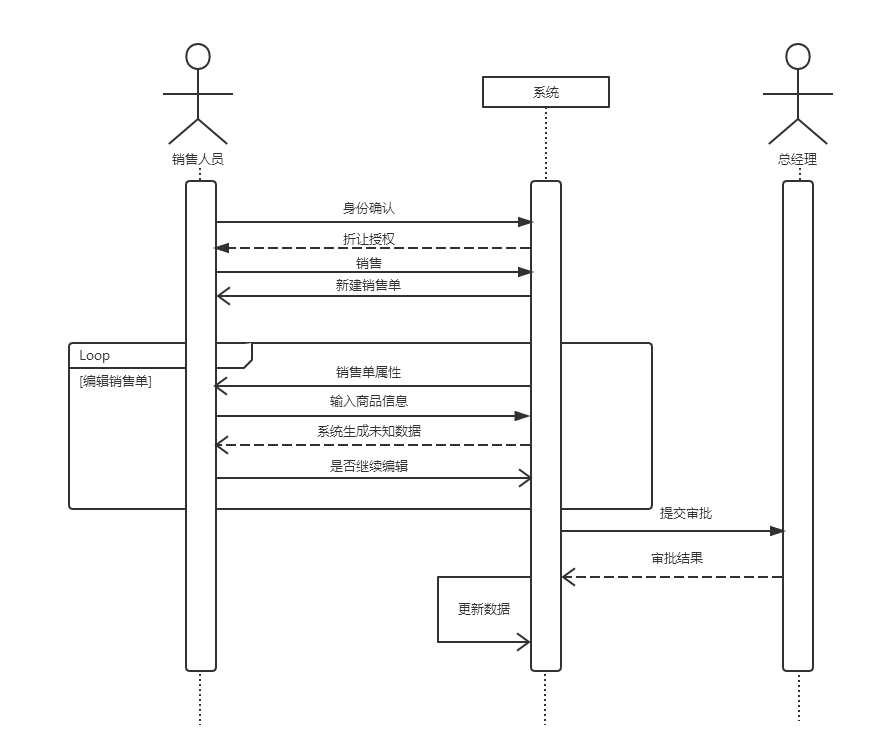 系统
销售人员
总经理
身份确认
折让授权
销售
新建销售单
Loop
[编辑销售单]
销售单属性
输入商品信息
系统生成未知数据
是否继续编辑
提交审批
审批结果
更新数据